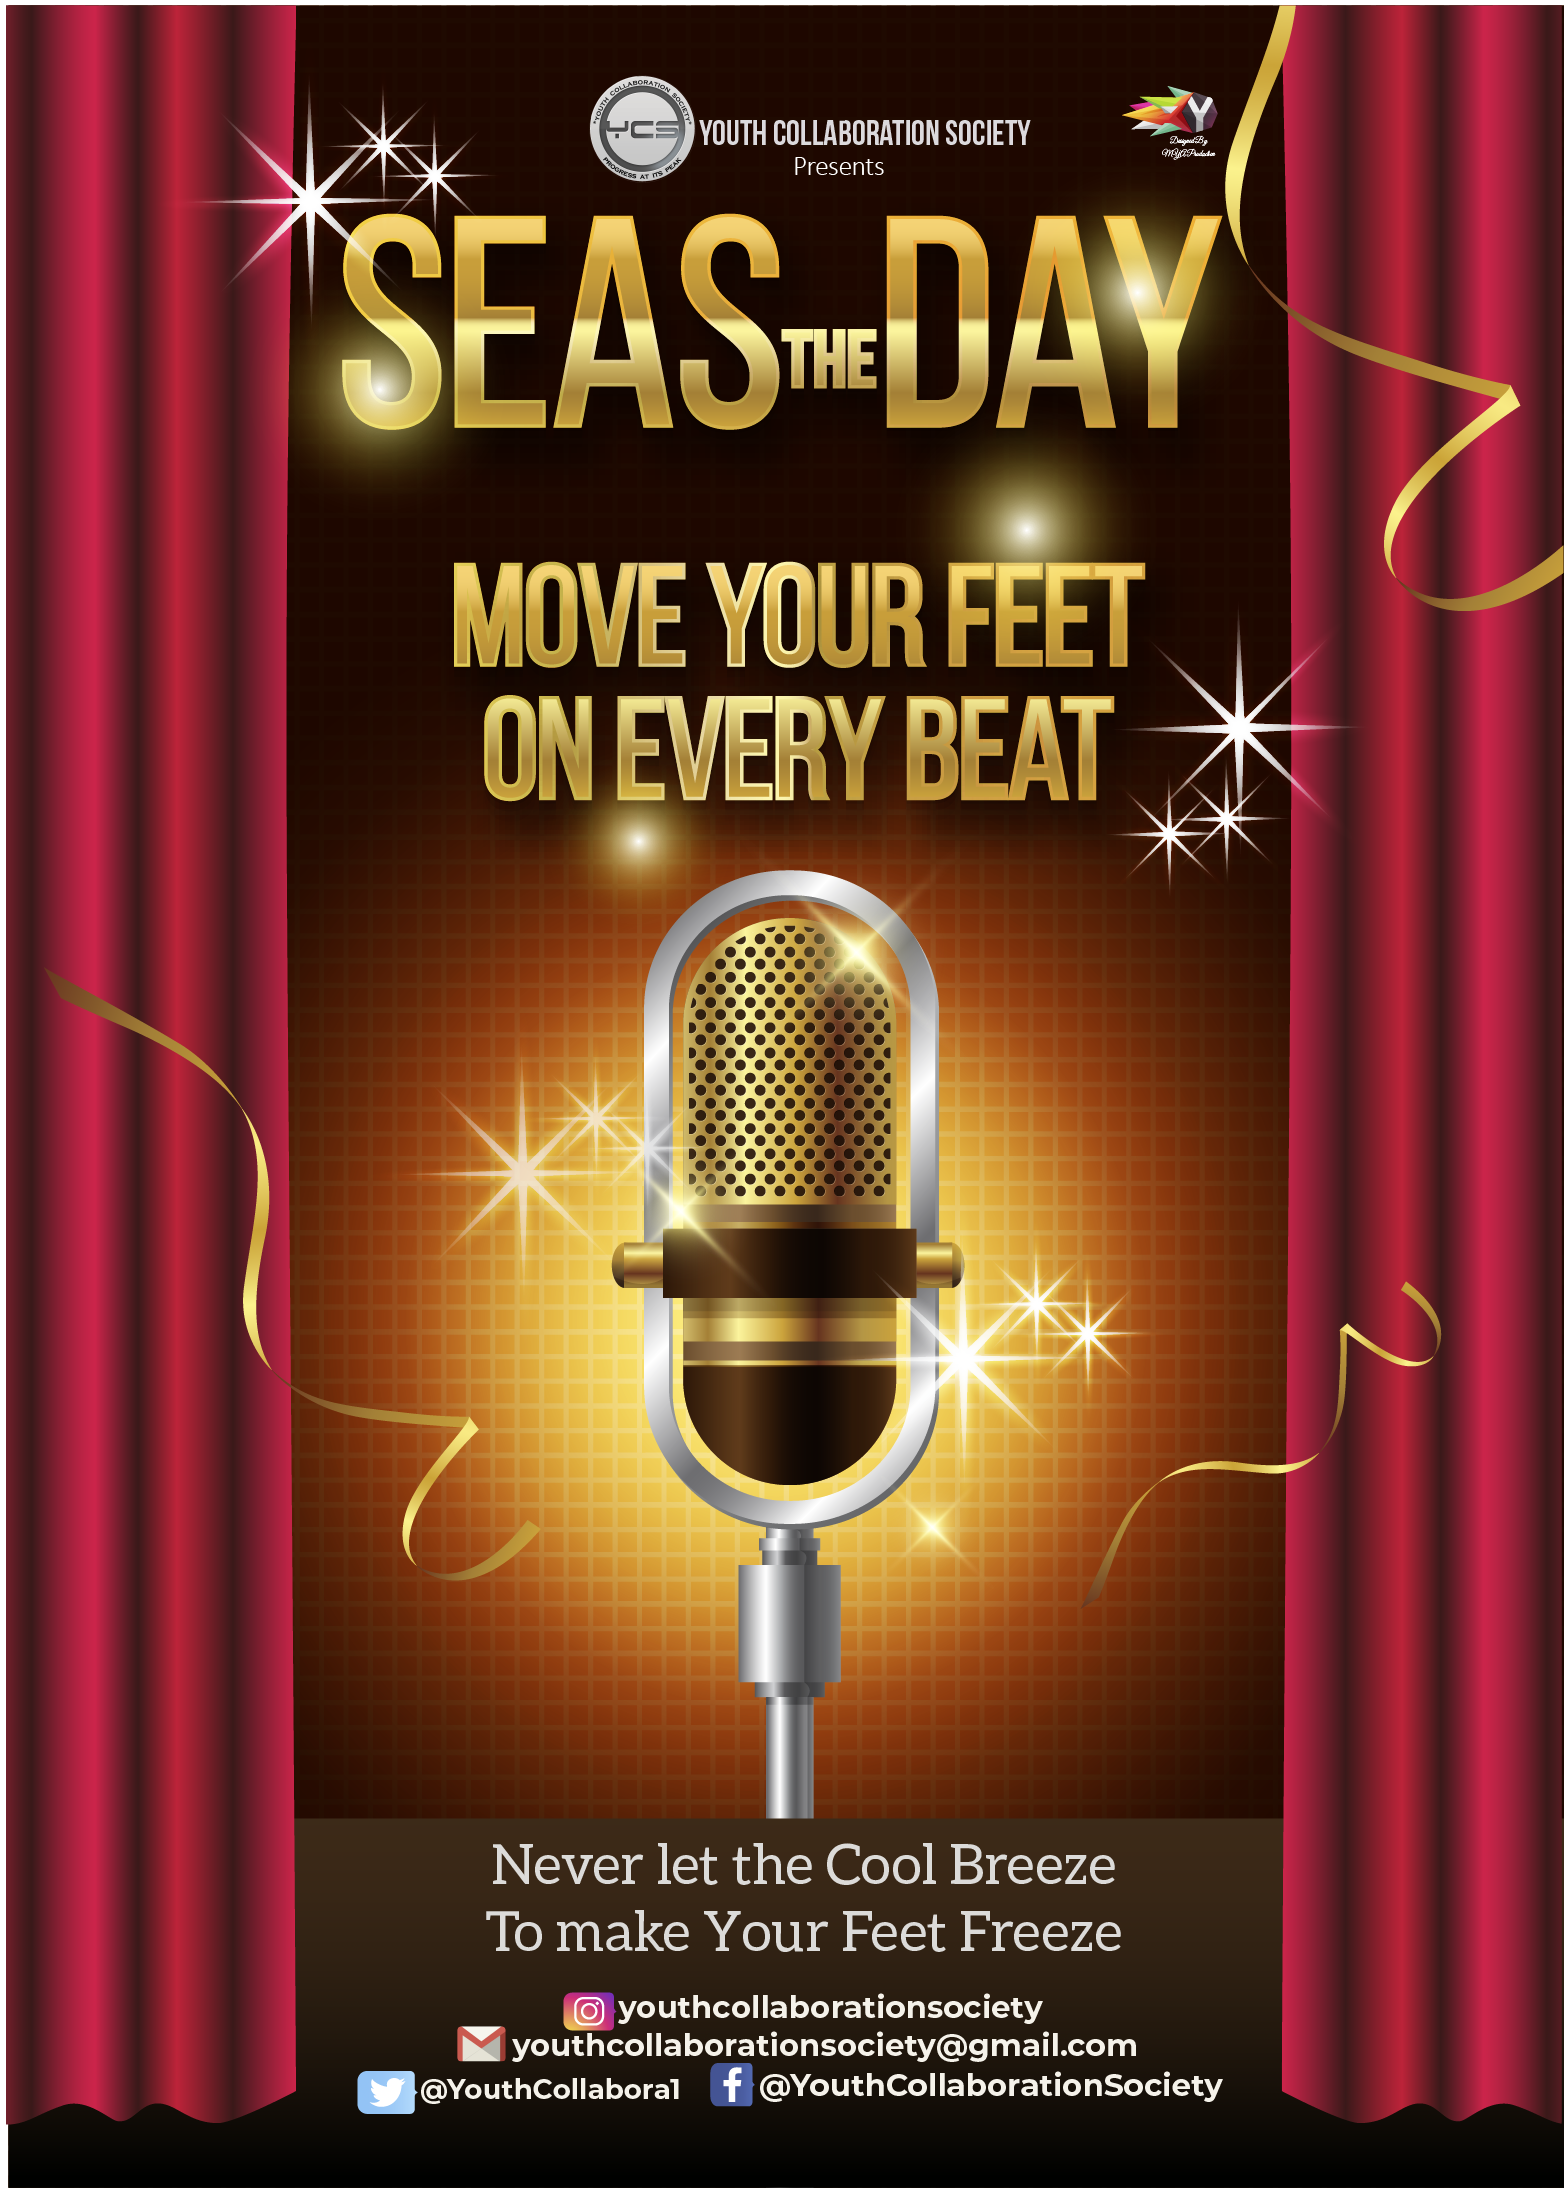 YOUTH COLLABORATION SOCIETY
YCS
PROGRESS AT ITS PEAK
YOUTH COLLABORATION SOCIETY
Presents
Designed By
MYA Production
SEAS THE DAY
MOVE YOUR FEET
ON EVERY BEAT
Never let the Cool Breeze
To make Your Feet Freeze
youthcollaborationsociety
youthcollaborationsociety@gmail.com
@YouthCollabora1 @YouthCollaborationSociety